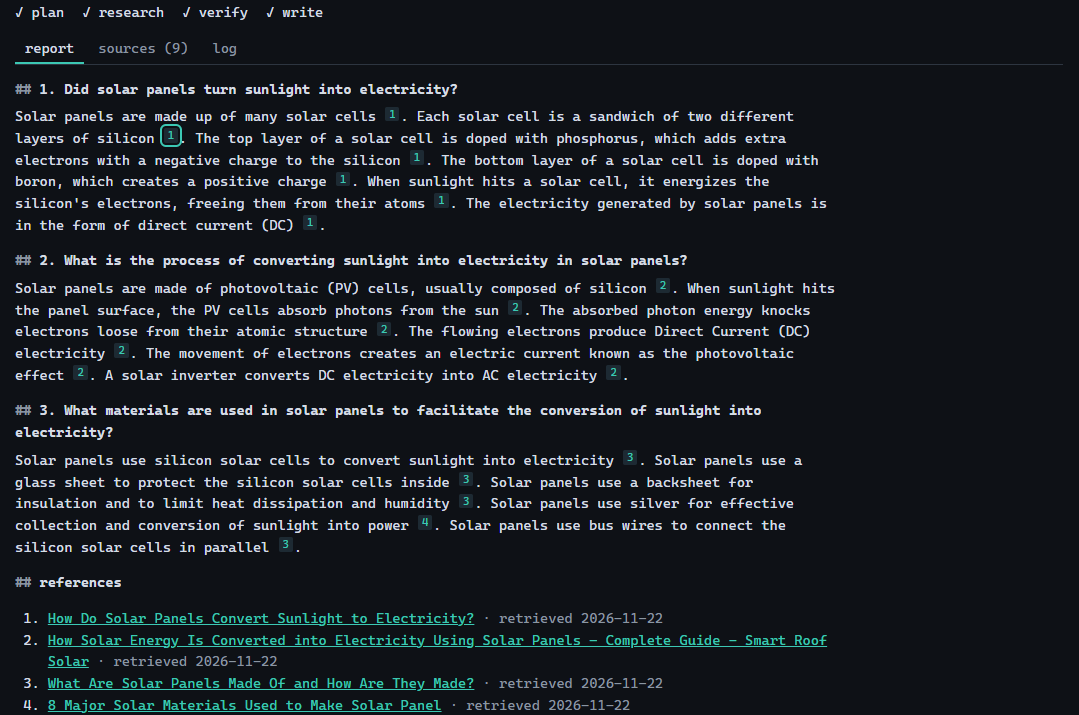 ✓ plan ✓ research ✓ verify ✓ write
report sources (9) log
## 1. Did solar panels turn sunlight into electricity?
Solar panels are made up of many solar cells 1. Each solar cell is a sandwich of two different
layers of silicon 1. The top layer of a solar cell is doped with phosphorus, which adds extra
electrons with a negative charge to the silicon 1. The bottom layer of a solar cell is doped with
boron, which creates a positive charge 1. When sunlight hits a solar cell, it energizes the
silicon's electrons, freeing them from their atoms 1. The electricity generated by solar panels is
in the form of direct current (DC) 1.
## 2. What is the process of converting sunlight into electricity in solar panels?
Solar panels are made of photovoltaic (PV) cells, usually composed of silicon 2. When sunlight hits
the panel surface, the PV cells absorb photons from the sun 2. The absorbed photon energy knocks
electrons loose from their atomic structure 2. The flowing electrons produce Direct Current (DC)
electricity 2. The movement of electrons creates an electric current known as the photovoltaic
effect 2. A solar inverter converts DC electricity into AC electricity 2.
## 3. What materials are used in solar panels to facilitate the conversion of sunlight into
electricity?
Solar panels use silicon solar cells to convert sunlight into electricity 3. Solar panels use a
glass sheet to protect the silicon solar cells inside 3. Solar panels use a backsheet for
insulation and to limit heat dissipation and humidity 3. Solar panels use silver for effective
collection and conversion of sunlight into power 4. Solar panels use bus wires to connect the
silicon solar cells in parallel 3.
## references
1. How Do Solar Panels Convert Sunlight to Electricity? · retrieved 2026-11-22
2. How Solar Energy Is Converted into Electricity Using Solar Panels – Complete Guide – Smart Roof
Solar · retrieved 2026-11-22
3. What Are Solar Panels Made Of and How Are They Made? · retrieved 2026-11-22
4. 8 Major Solar Materials Used to Make Solar Panel · retrieved 2026-11-22